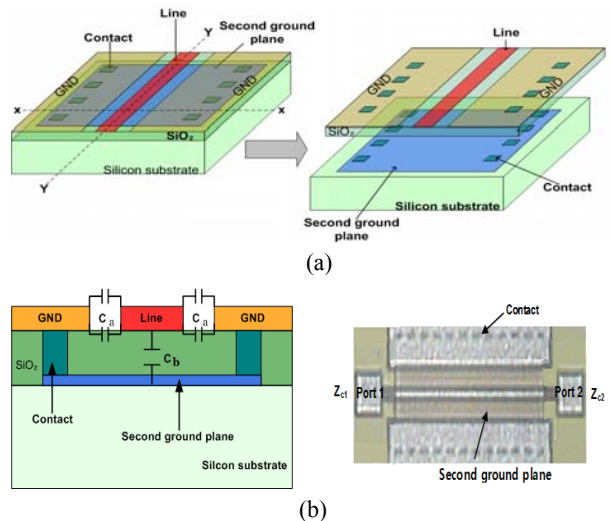 Line
Contact
Second ground
plane
Y
GND
GND
x
x
SiO₂
Y
Silicon substrate
Line
GND
GND
SiO₂
Contact
Second ground
plane
Silicon substrate
(a)
GND
Line
GND
Ca
Ca
Cb
SiO₂
Contact
Second ground plane
Silcon substrate
Contact
Zc1
Port 1
Port 2
Zc2
Second ground plane
(b)